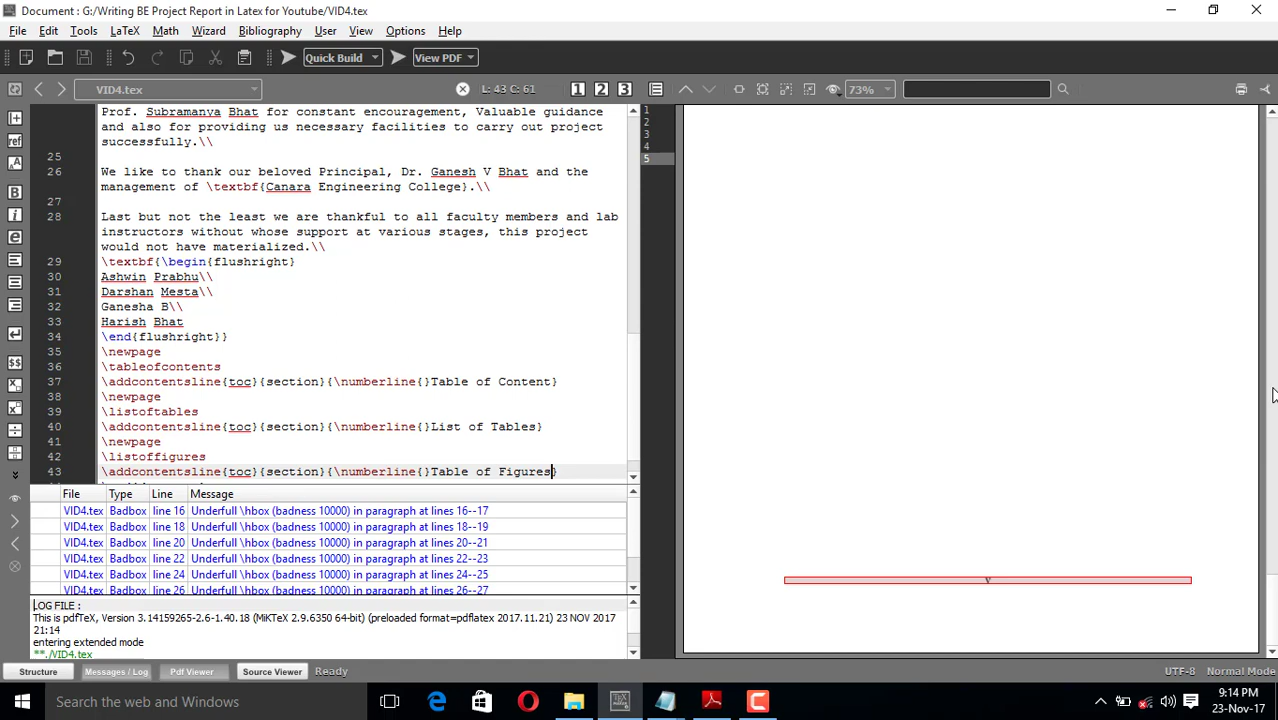 Document : G:/Writing BE Project Report in Latex for Youtube/VID4.tex
File Edit Tools LaTeX Math Wizard Bibliography User View Options Help
Quick Build View PDF
VID4.tex L: 43 C: 61 1 2 3 73%
Prof. Subramanya Bhat for constant encouragement, Valuable guidance
and also for providing us necessary facilities to carry out project
successfully.\\
25
26 We like to thank our beloved Principal, Dr. Ganesh V Bhat and the
management of \textbf{Canara Engineering College}.\\
27
28 Last but not the least we are thankful to all faculty members and lab
instructors without whose support at various stages, this project
would not have materialized.\\
29 \textbf{\begin{flushright}
30 Ashwin Prabhu\\
31 Darshan Mesta\\
32 Ganesha B\\
33 Harish Bhat
34 \end{flushright}}
35 \newpage
36 \tableofcontents
37 \addcontentsline{toc}{section}{\numberline{}Table of Content}
38 \newpage
39 \listoftables
40 \addcontentsline{toc}{section}{\numberline{}List of Tables}
41 \newpage
42 \listoffigures
43 \addcontentsline{toc}{section}{\numberline{}Table of Figures}
1
2
3
4
5
v
File Type Line Message
VID4.tex Badbox line 16 Underfull \hbox (badness 10000) in paragraph at lines 16--17
VID4.tex Badbox line 18 Underfull \hbox (badness 10000) in paragraph at lines 18--19
VID4.tex Badbox line 20 Underfull \hbox (badness 10000) in paragraph at lines 20--21
VID4.tex Badbox line 22 Underfull \hbox (badness 10000) in paragraph at lines 22--23
VID4.tex Badbox line 24 Underfull \hbox (badness 10000) in paragraph at lines 24--25
VID4.tex Badbox line 26 Underfull \hbox (badness 10000) in paragraph at lines 26--27
LOG FILE :
This is pdfTeX, Version 3.14159265-2.6-1.40.18 (MiKTeX 2.9.6350 64-bit) (preloaded format=pdflatex 2017.11.21) 23 NOV 2017
21:14
entering extended mode
**./VID4.tex
Structure Messages / Log Pdf Viewer Source Viewer Ready UTF-8 Normal Mode
Search the web and Windows
9:14 PM
23-Nov-17